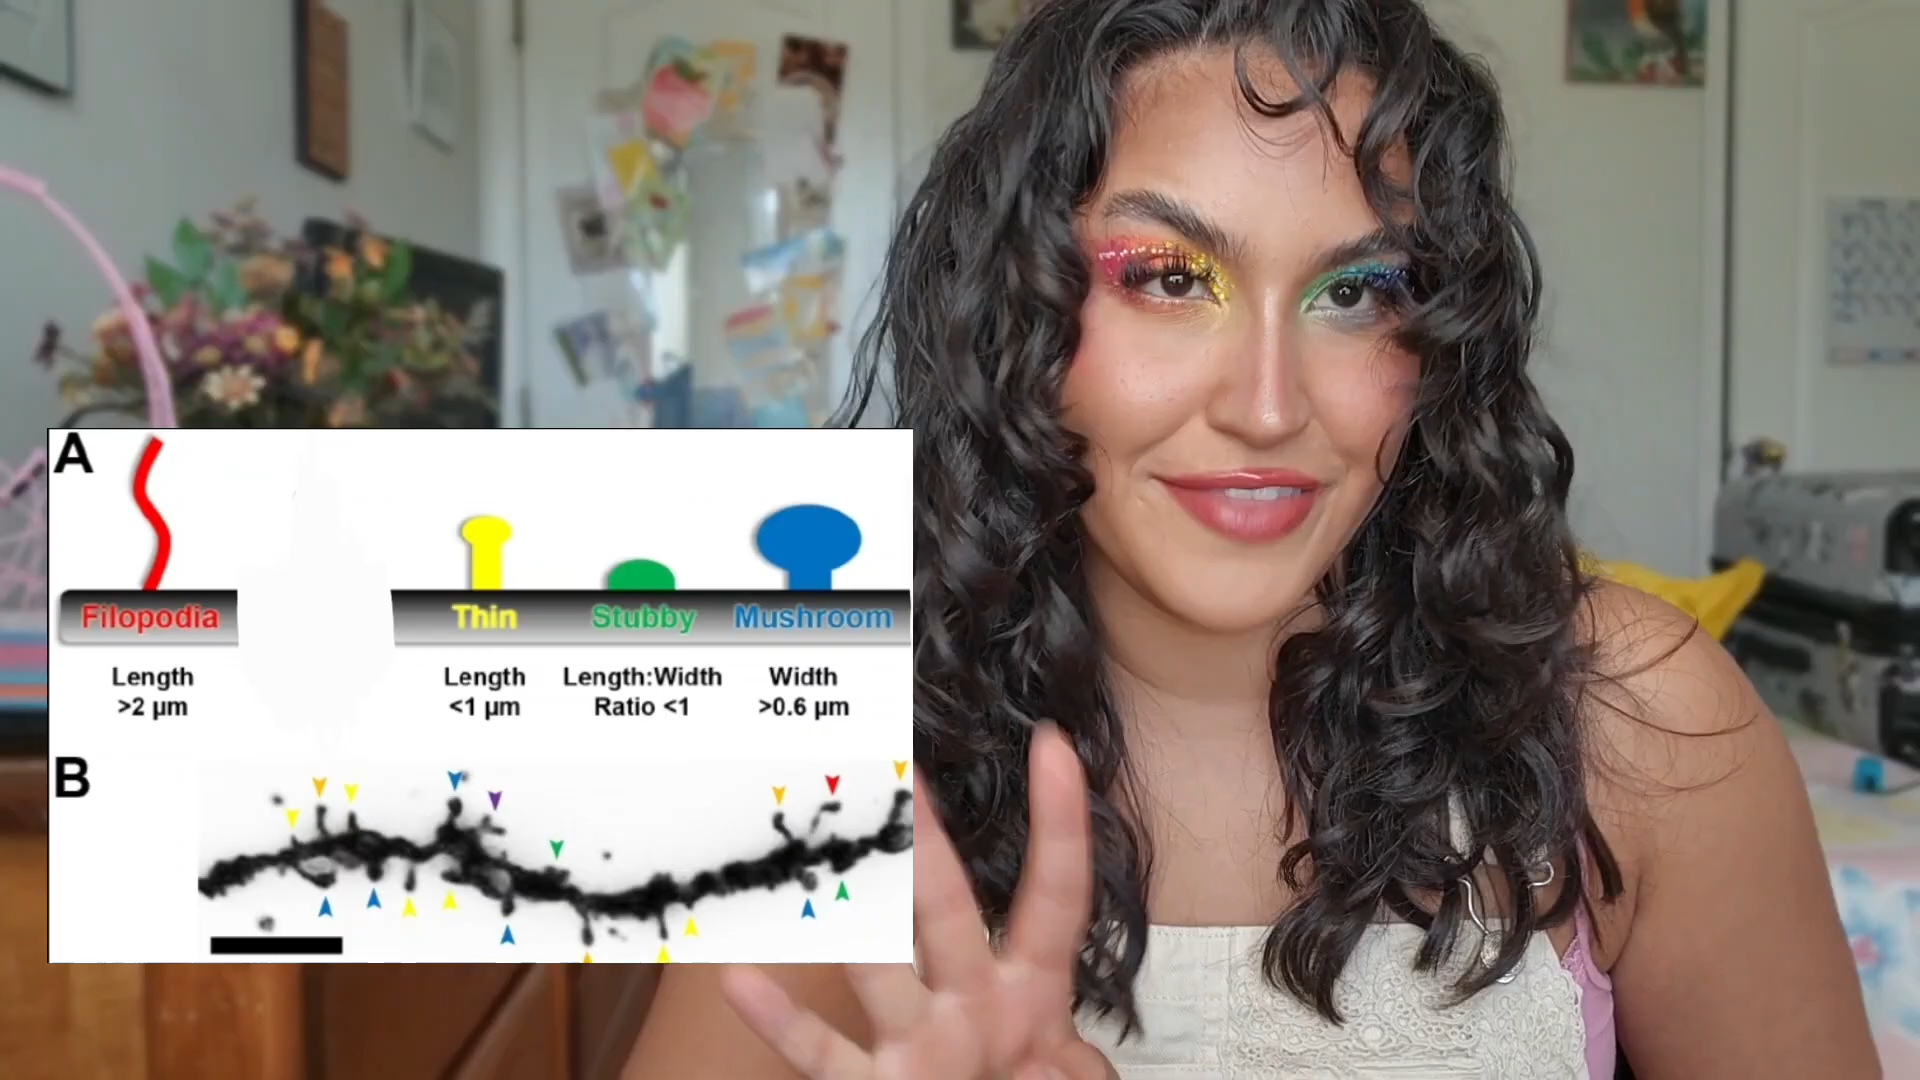 A
Filopodia Thin Stubby Mushroom
Length Length Length:Width Width
>2 µm <1 µm Ratio <1 >0.6 µm
B